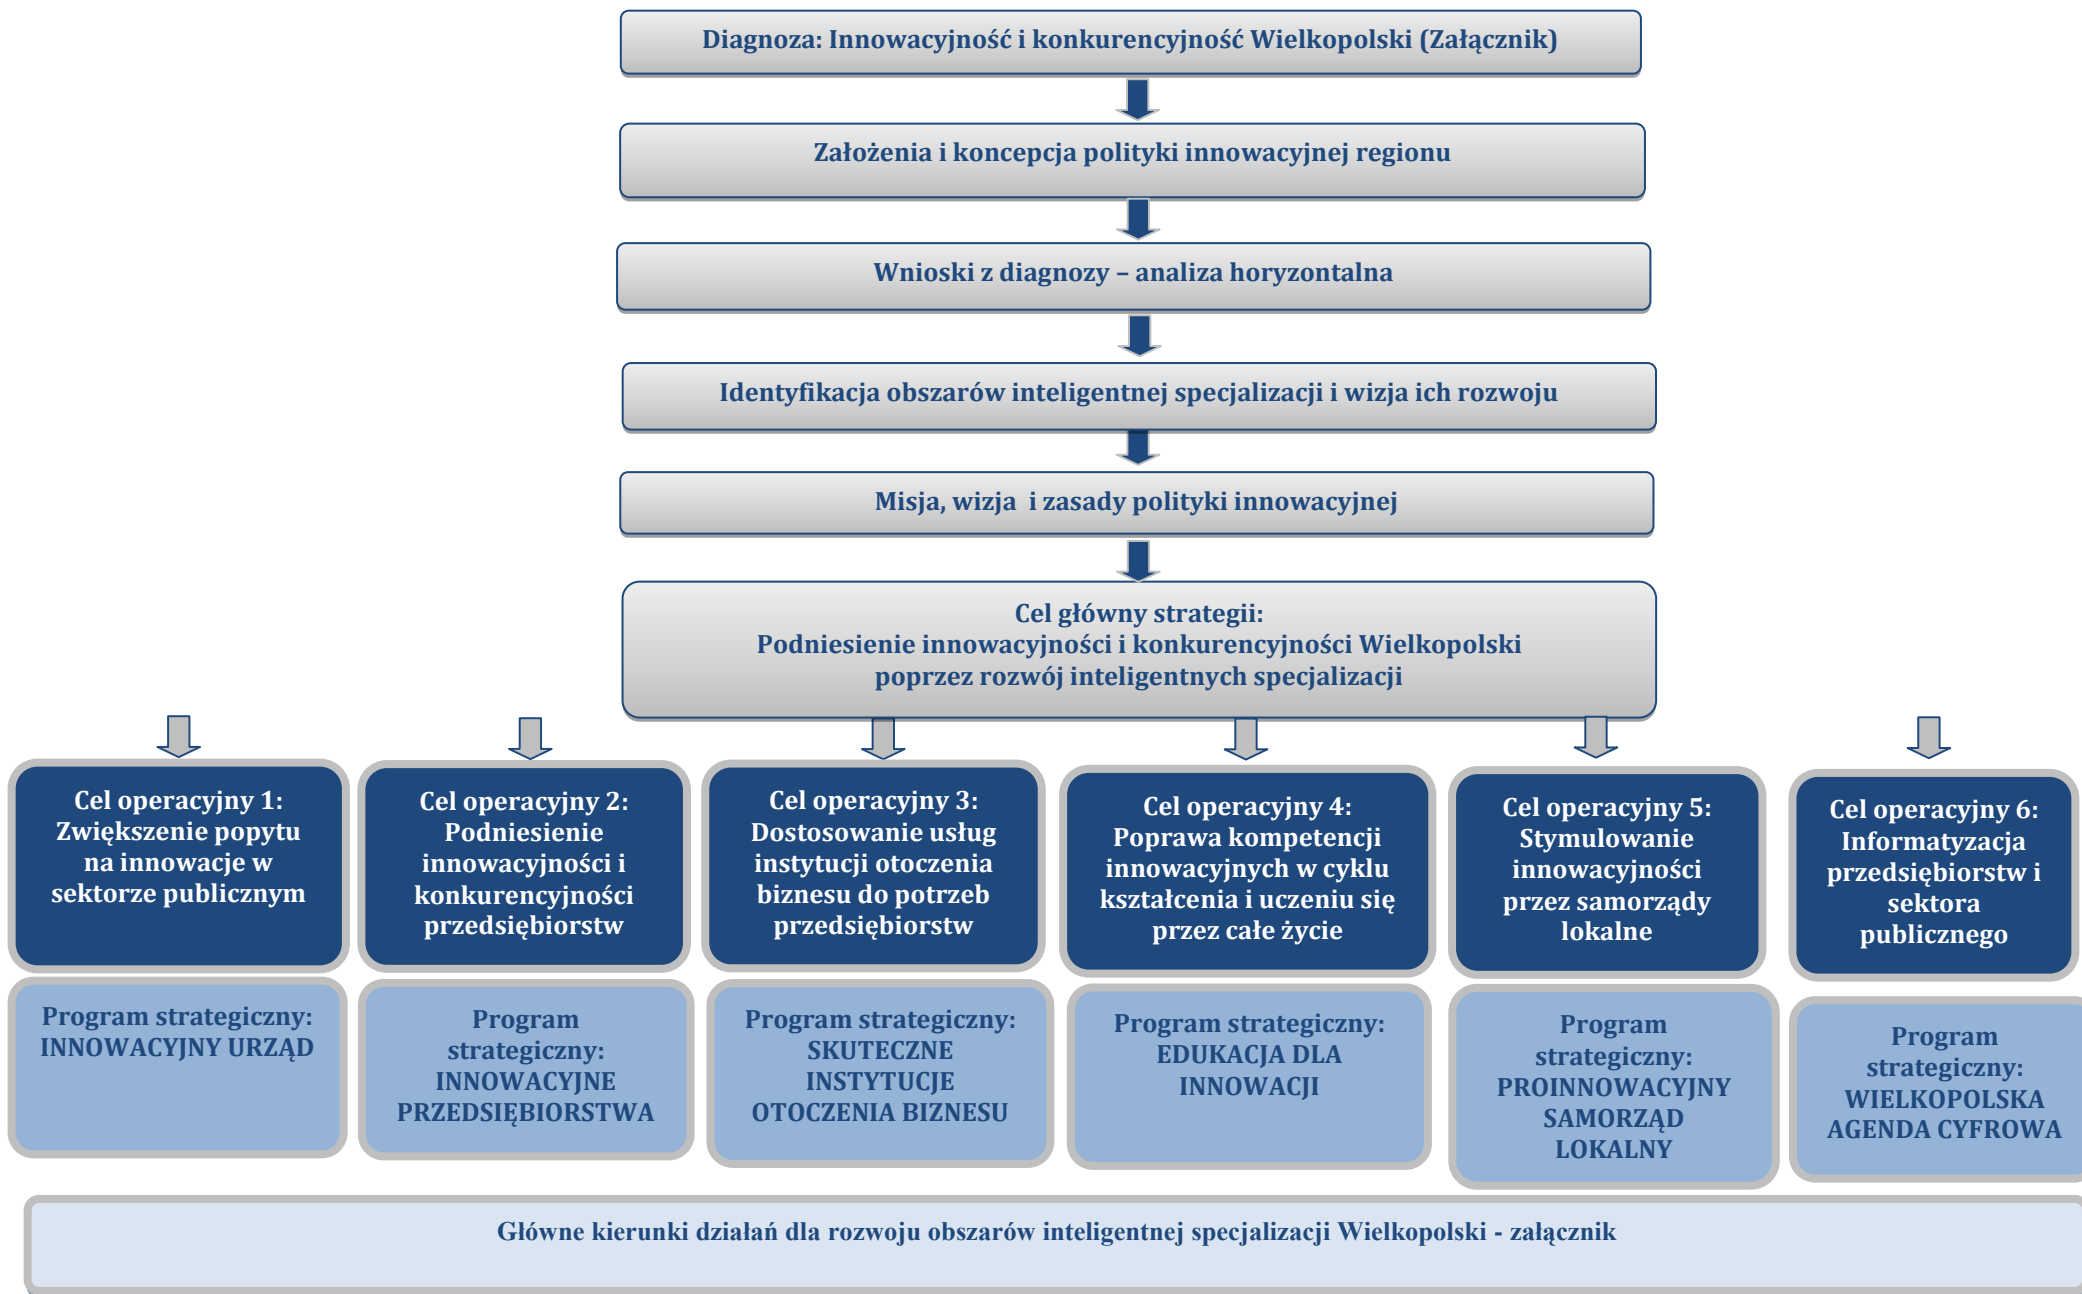 Diagnoza: Innowacyjność i konkurencyjność Wielkopolski (Załącznik)
Założenia i koncepcja polityki innowacyjnej regionu
Wnioski z diagnozy – analiza horyzontalna
Identyfikacja obszarów inteligentnej specjalizacji i wizja ich rozwoju
Misja, wizja i zasady polityki innowacyjnej
Cel główny strategii:
Podniesienie innowacyjności i konkurencyjności Wielkopolski
poprzez rozwój inteligentnych specjalizacji
Cel operacyjny 1:
Zwiększenie popytu
na innowacje w
sektorze publicznym
Cel operacyjny 2:
Podniesienie
innowacyjności i
konkurencyjności
przedsiębiorstw
Cel operacyjny 3:
Dostosowanie usług
instytucji otoczenia
biznesu do potrzeb
przedsiębiorstw
Cel operacyjny 4:
Poprawa kompetencji
innowacyjnych w cyklu
kształcenia i uczeniu się
przez całe życie
Cel operacyjny 5:
Stymulowanie
innowacyjności
przez samorządy
lokalne
Cel operacyjny 6:
Informatyzacja
przedsiębiorstw i
sektora
publicznego
Program strategiczny:
INNOWACYJNY URZĄD
Program
strategiczny:
INNOWACYJNE
PRZEDSIĘBIORSTWA
Program strategiczny:
SKUTECZNE
INSTYTUCJE
OTOCZENIA BIZNESU
Program strategiczny:
EDUKACJA DLA
INNOWACJI
Program
strategiczny:
PROINNOWACYJNY
SAMORZĄD
LOKALNY
Program
strategiczny:
WIELKOPOLSKA
AGENDA CYFROWA
Główne kierunki działań dla rozwoju obszarów inteligentnej specjalizacji Wielkopolski - załącznik